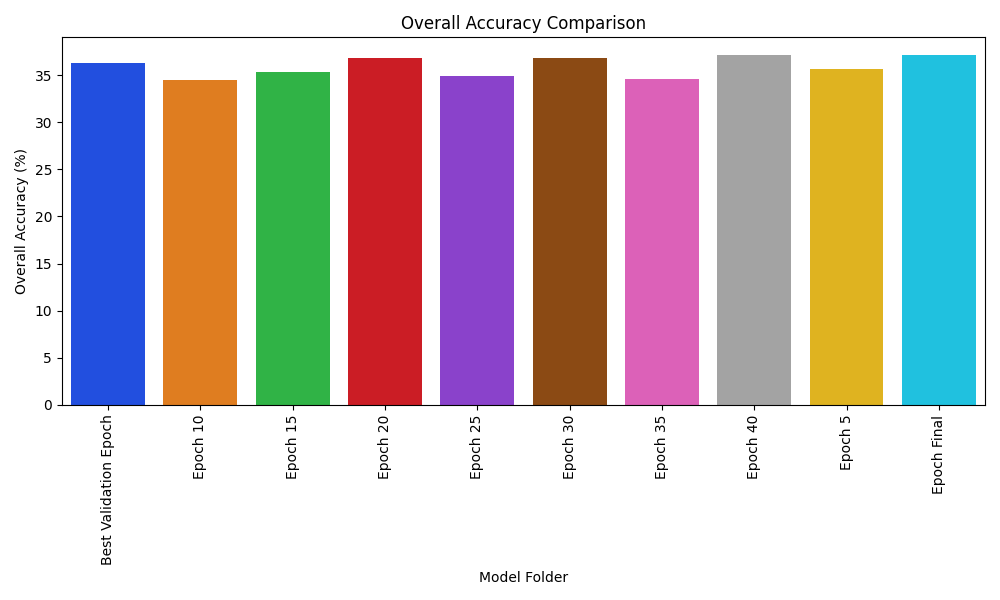 Overall Accuracy Comparison
Overall Accuracy (%)
35
30
25
20
15
10
5
0
Best Validation Epoch
Epoch 10
Epoch 15
Epoch 20
Epoch 25
Epoch 30
Epoch 35
Epoch 40
Epoch 5
Epoch Final
Model Folder